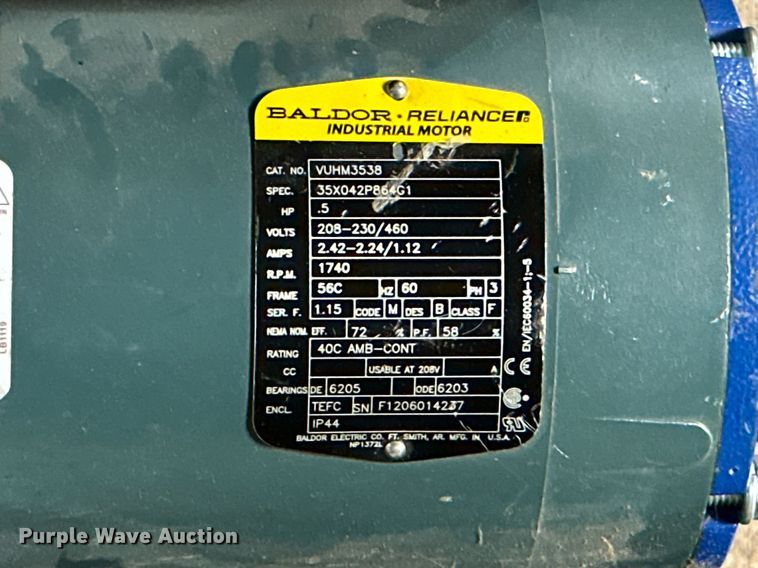 BALDOR • RELIANCER
INDUSTRIAL MOTOR
CAT. NO. VUHM3538
SPEC. 35X042P864G1
HP .5
VOLTS 208-230/460
AMPS 2.42-2.24/1.12
R.P.M. 1740
FRAME 56C HZ 60 PH 3
SER. F. 1.15 CODE M DES B CLASS F
NEMA NOM. EFF. 72 % P.F. 58 %
RATING 40C AMB-CONT
CC USABLE AT 208V A
BEARINGS DE 6205 ODE 6203
ENCL. TEFC SN F1206014237
IP44
BALDOR ELECTRIC CO. FT. SMITH, AR. MFG. IN U.S.A.
NP1372L
EN/IEC60034-1:-5
CE
LB1119
Purple Wave Auction